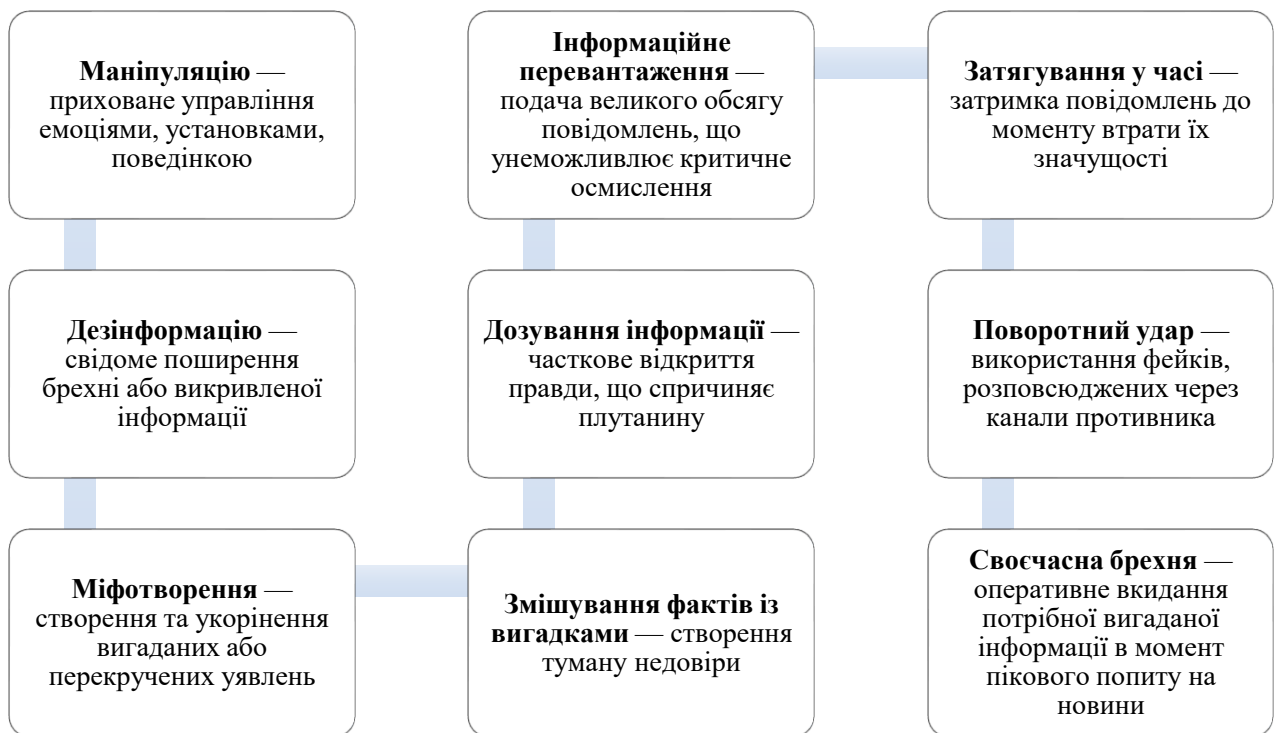 Маніпуляцію —
приховане управління
емоціями, установками,
поведінкою
Дезінформацію —
свідоме поширення
брехні або викривленої
інформації
Міфотворення —
створення та укорінення
вигаданих або
перекручених уявлень
Змішування фактів із
вигадками — створення
туману недовіри
Дозування інформації —
часткове відкриття
правди, що спричиняє
плутанину
Інформаційне
перевантаження —
подача великого обсягу
повідомлень, що
унеможливлює критичне
осмислення
Затягування у часі —
затримка повідомлень до
моменту втрати їх
значущості
Поворотний удар —
використання фейків,
розповсюджених через
канали противника
Своєчасна брехня —
оперативне вкидання
потрібної вигаданої
інформації в момент
пікового попиту на
новини